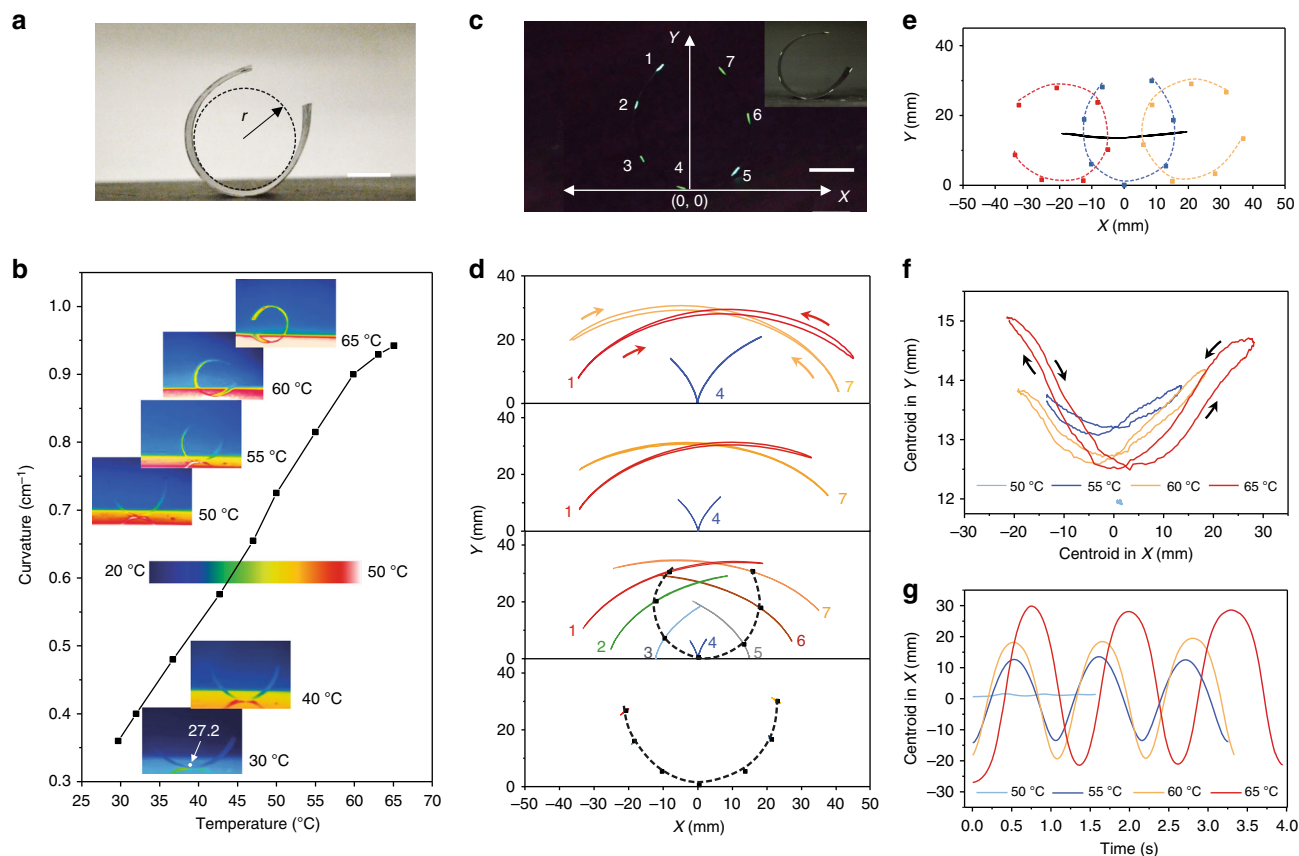 a
r
b
Curvature (cm⁻¹)
1.0
0.9
0.8
0.7
0.6
0.5
0.4
0.3
65 °C
60 °C
55 °C
50 °C
20 °C
50 °C
40 °C
27.2
30 °C
25 30 35 40 45 50 55 60 65 70
Temperature (°C)
c
Y
1
2
3
4
5
6
7
(0, 0)
X
d
Y (mm)
40
20
0
1
4
7
40
20
0
1
4
7
40
20
0
1
2
3
4
5
6
7
40
20
0
−50 −40 −30 −20 −10 0 10 20 30 40 50
X (mm)
e
Y (mm)
40
20
0
−50 −40 −30 −20 −10 0 10 20 30 40 50
X (mm)
f
Centroid in Y (mm)
15
14
13
12
50 °C 55 °C 60 °C 65 °C
−30 −20 −10 0 10 20 30
Centroid in X (mm)
g
Centroid in X (mm)
30
20
10
0
−10
−20
−30
50 °C 55 °C 60 °C 65 °C
0.0 0.5 1.0 1.5 2.0 2.5 3.0 3.5 4.0
Time (s)